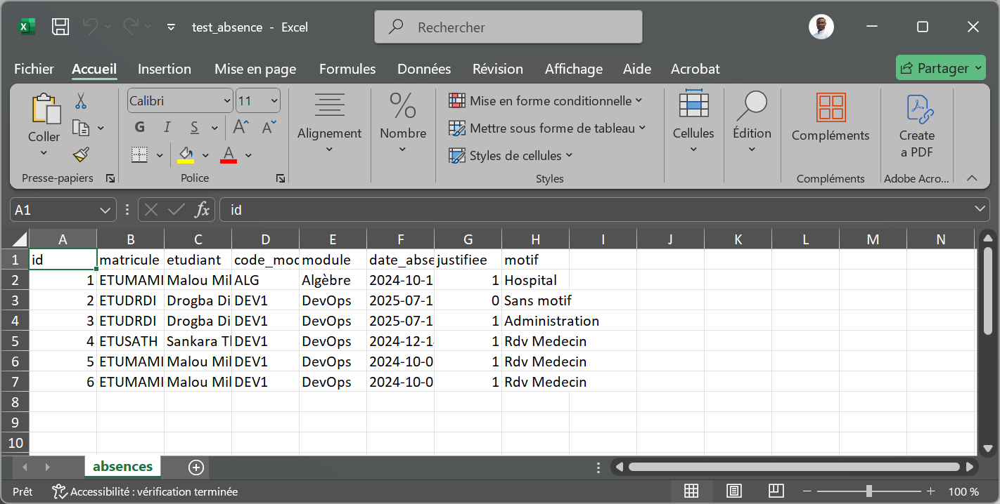 test_absence - Excel
Rechercher
Fichier Accueil Insertion Mise en page Formules Données Révision Affichage Aide Acrobat Partager
Coller
Presse-papiers
Calibri 11
G I S A A
A
Police
Alignement
% Nombre
Mise en forme conditionnelle
Mettre sous forme de tableau
Styles de cellules
Styles
Cellules
Édition
Compléments
Compléments
Create
a PDF
Adobe Acro...
A1 fx id
A B C D E F G H I J K L M N
1 id matricule etudiant code_mod module date_abse justifiee motif
2 1 ETUMAMI Malou Mil ALG Algèbre 2024-10-1 1 Hospital
3 2 ETUDRDI Drogba Di DEV1 DevOps 2025-07-1 0 Sans motif
4 3 ETUDRDI Drogba Di DEV1 DevOps 2025-07-1 1 Administration
5 4 ETUSATH Sankara Th DEV1 DevOps 2024-12-1 1 Rdv Medecin
6 5 ETUMAMI Malou Mil DEV1 DevOps 2024-10-0 1 Rdv Medecin
7 6 ETUMAMI Malou Mil DEV1 DevOps 2024-10-0 1 Rdv Medecin
8
9
10
absences
Prêt Accessibilité : vérification terminée 100 %